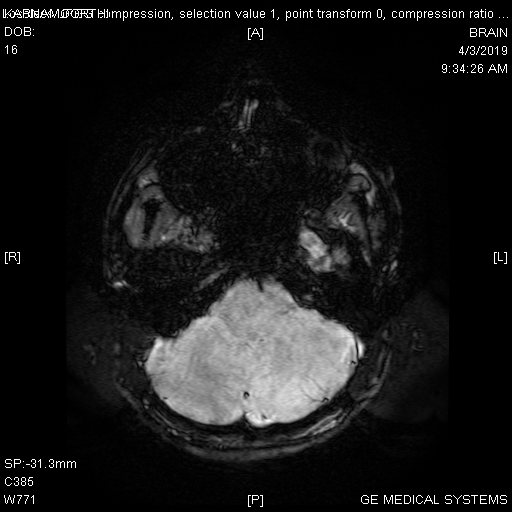 compression, selection value 1, point transform 0, compression ratio ...
DOB:
16
[A]
BRAIN
4/3/2019
9:34:26 AM
[R]
[L]
SP:-31.3mm
C385
W771
[P]
GE MEDICAL SYSTEMS